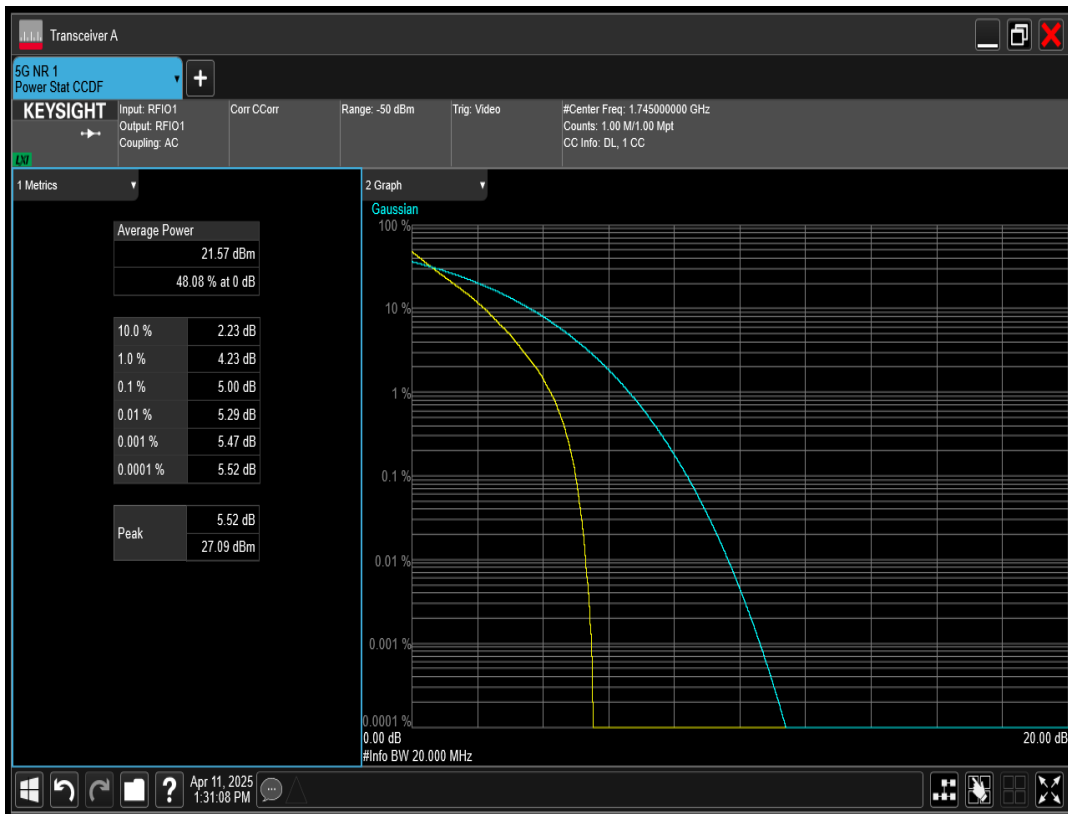 Transceiver A
5G NR 1
Power Stat CCDF
+
KEYSIGHT
LXI
Input: RFIO1
Output: RFIO1
Coupling: AC
Corr CCorr
Range: -50 dBm
Trig: Video
#Center Freq: 1.745000000 GHz
Counts: 1.00 M/1.00 Mpt
CC Info: DL, 1 CC
1 Metrics
Average Power
21.57 dBm
48.08 % at 0 dB
10.0 % 2.23 dB
1.0 % 4.23 dB
0.1 % 5.00 dB
0.01 % 5.29 dB
0.001 % 5.47 dB
0.0001 % 5.52 dB
Peak
5.52 dB
27.09 dBm
2 Graph
Gaussian
100 %
10 %
1 %
0.1 %
0.01 %
0.001 %
0.0001 %
0.00 dB
20.00 dB
#Info BW 20.000 MHz
?
Apr 11, 2025
1:31:08 PM